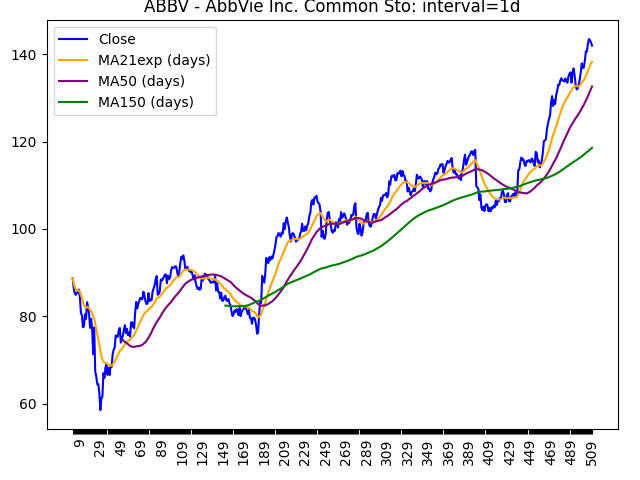 ABBV - AbbVie Inc. Common Sto: interval=1d
Close
MA21exp (days)
MA50 (days)
MA150 (days)
140
120
100
80
60
9 29 49 69 89 109 129 149 169 189 209 229 249 269 289 309 329 349 369 389 409 429 449 469 489 509